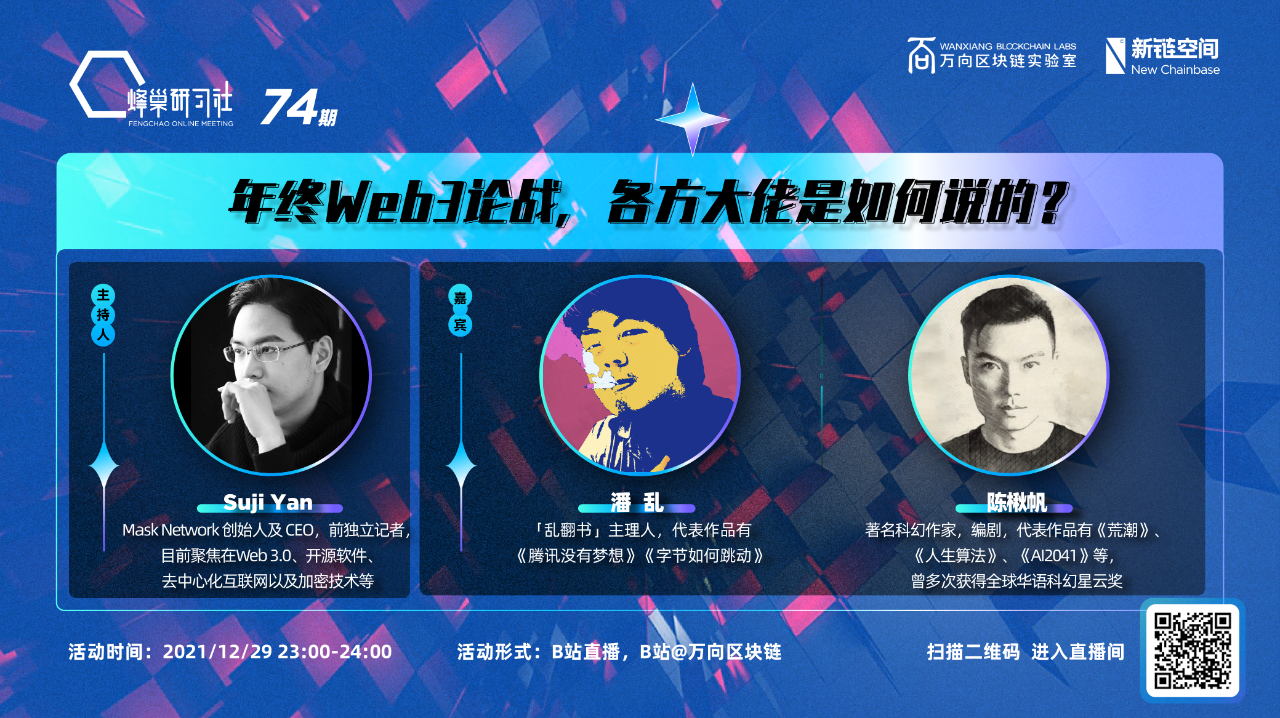 蜂巢研习社
FENGCHAO ONLINE MEETING
74期
WANXIANG BLOCKCHAIN LABS
万向区块链实验室
新链空间
New Chainbase
年终Web3论战，各方大佬是如何说的？
主持人
Suji Yan
Mask Network 创始人及 CEO，前独立记者，
目前聚焦在Web 3.0、开源软件、
去中心化互联网以及加密技术等
嘉宾
潘 乱
「乱翻书」主理人，代表作品有
《腾讯没有梦想》《字节如何跳动》
陈楸帆
著名科幻作家，编剧，代表作品有《荒潮》、
《人生算法》、《AI2041》等，
曾多次获得全球华语科幻星云奖
活动时间：2021/12/29 23:00-24:00
活动形式：B站直播，B站@万向区块链
扫描二维码 进入直播间